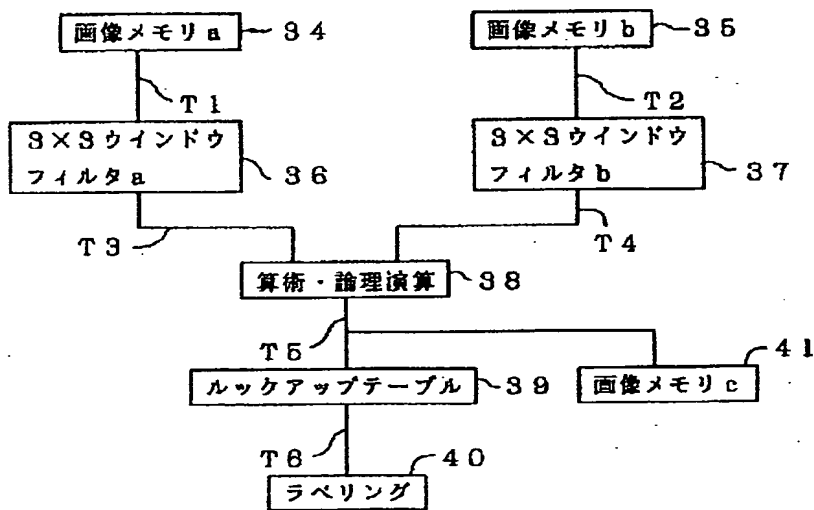 画像メモリa 34
画像メモリb 35
T1
T2
3×3ウインドウ
フィルタa 36
3×3ウインドウ
フィルタb 37
T3
T4
算術・論理演算 38
T5
41
ルックアップテーブル 39
画像メモリc
T6
40
ラベリング